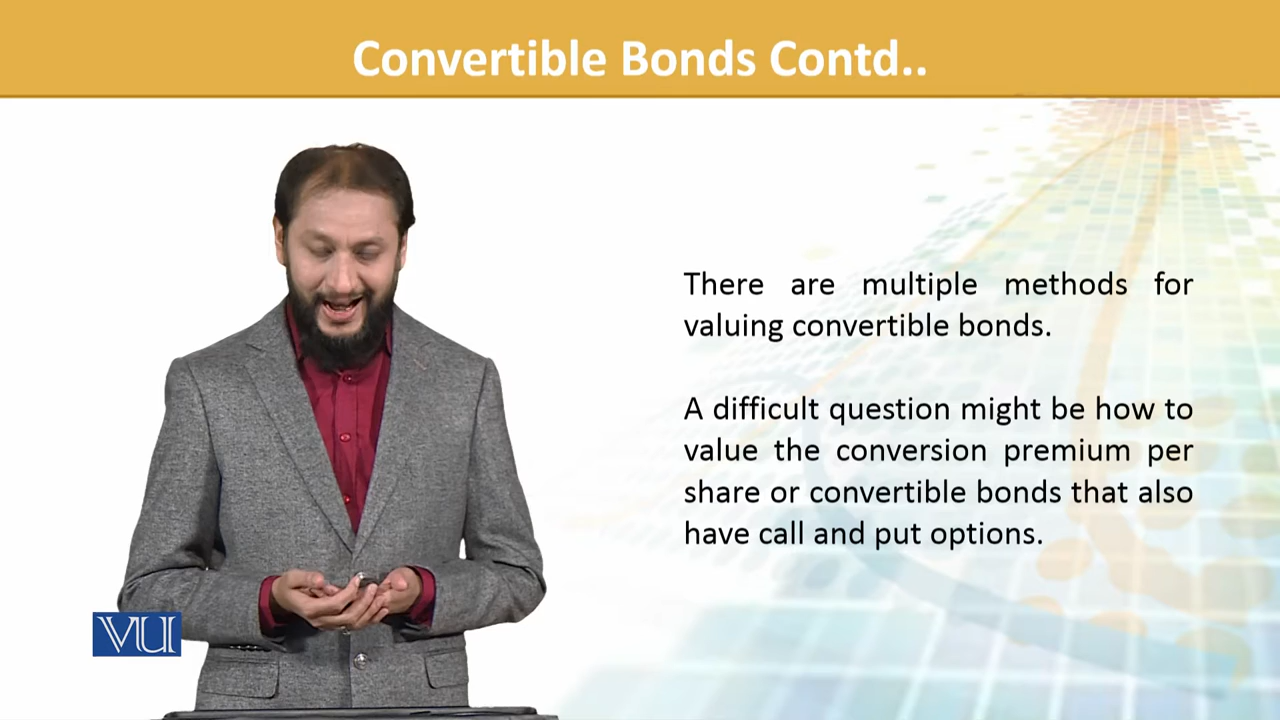 Convertible Bonds Contd..
There are multiple methods for
valuing convertible bonds.
A difficult question might be how to
value the conversion premium per
share or convertible bonds that also
have call and put options.
VU